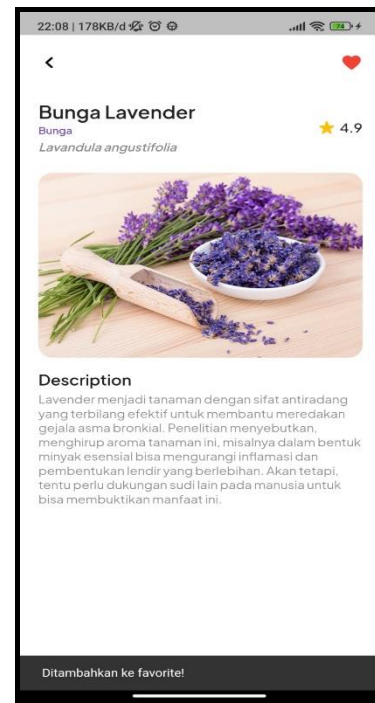 22:08 | 178KB/d
74
Bunga Lavender
Bunga
4.9
Lavandula angustifolia
Description
Lavender menjadi tanaman dengan sifat antiradang
yang terbilang efektif untuk membantu meredakan
gejala asma bronkial. Penelitian menyebutkan,
menghirup aroma tanaman ini, misalnya dalam bentuk
minyak esensial bisa mengurangi inflamasi dan
pembentukan lendir yang berlebihan. Akan tetapi,
tentu perlu dukungan sudi lain pada manusia untuk
bisa membuktikan manfaat ini.
Ditambahkan ke favorite!